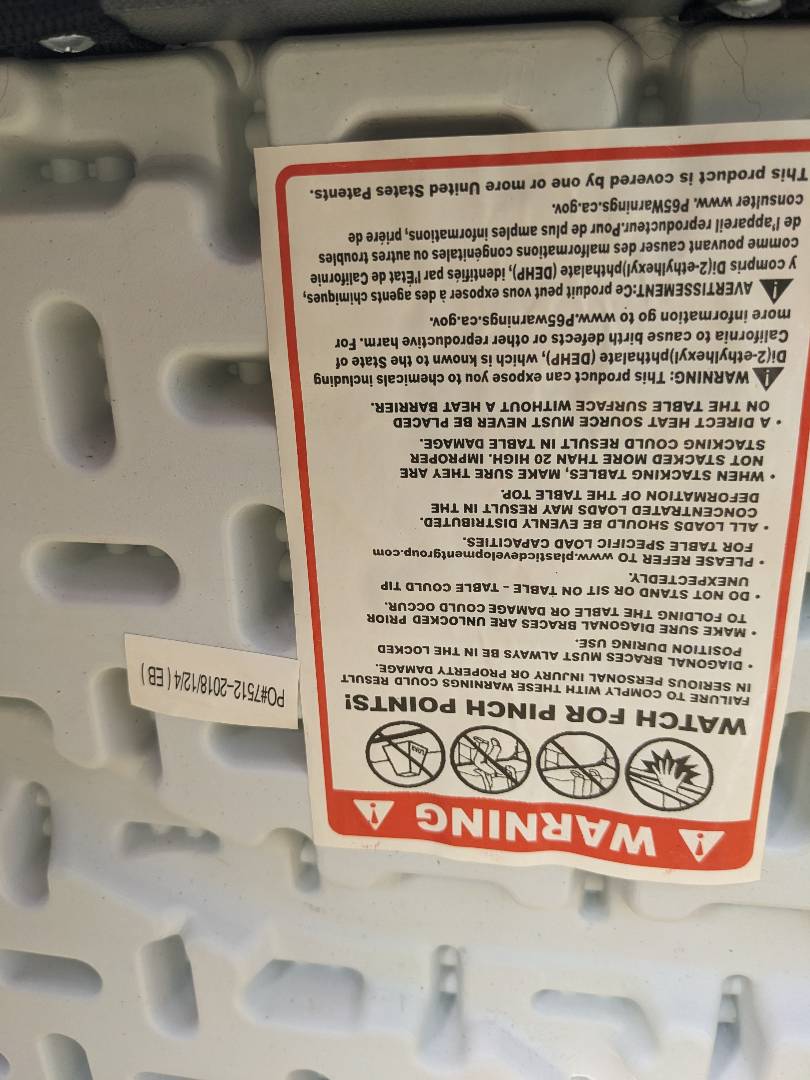 WARNING
WATCH FOR PINCH POINTS!
FAILURE TO COMPLY WITH THESE WARNINGS COULD RESULT
IN SERIOUS PERSONAL INJURY OR PROPERTY DAMAGE.
• DIAGONAL BRACES MUST ALWAYS BE IN THE LOCKED
POSITION DURING USE.
• MAKE SURE DIAGONAL BRACES ARE UNLOCKED PRIOR
TO FOLDING THE TABLE OR DAMAGE COULD OCCUR.
• DO NOT STAND OR SIT ON TABLE – TABLE COULD TIP
UNEXPECTEDLY.
• PLEASE REFER TO www.plasticdevelopmentgroup.com
FOR TABLE SPECIFIC LOAD CAPACITIES.
• ALL LOADS SHOULD BE EVENLY DISTRIBUTED.
CONCENTRATED LOADS MAY RESULT IN THE
DEFORMATION OF THE TABLE TOP.
• WHEN STACKING TABLES, MAKE SURE THEY ARE
NOT STACKED MORE THAN 20 HIGH. IMPROPER
STACKING COULD RESULT IN TABLE DAMAGE.
• A DIRECT HEAT SOURCE MUST NEVER BE PLACED
ON THE TABLE SURFACE WITHOUT A HEAT BARRIER.
WARNING: This product can expose you to chemicals including
Di(2-ethylhexyl)phthalate (DEHP), which is known to the State of
California to cause birth defects or other reproductive harm. For
more information go to www.P65warnings.ca.gov.
AVERTISSEMENT:Ce produit peut vous exposer à des agents chimiques,
y compris Di(2-ethylhexyl)phthalate (DEHP), identifiés par l'État de Californie
comme pouvant causer des malformations congénitales ou autres troubles
de l'appareil reproducteur.Pour de plus amples informations, prière de
consulter www. P65Warnings.ca.gov.
This product is covered by one or more United States Patents.
PO#7512-2018/12/4 ( EB )
LOAD